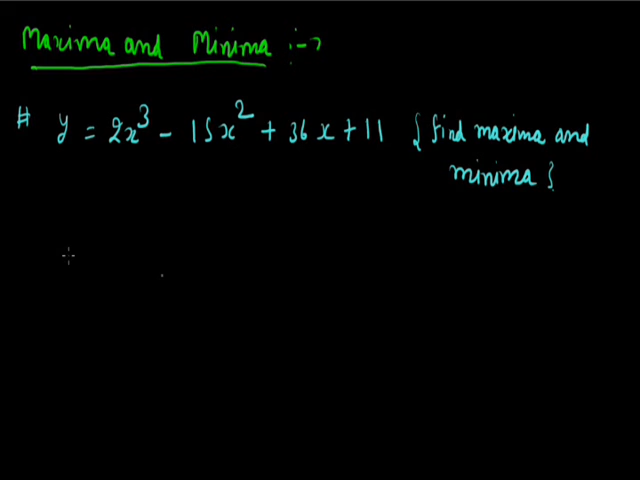 Maxima and Minima :->
# y = 2x³ - 15x² + 36x + 11 { find maxima and
minima }